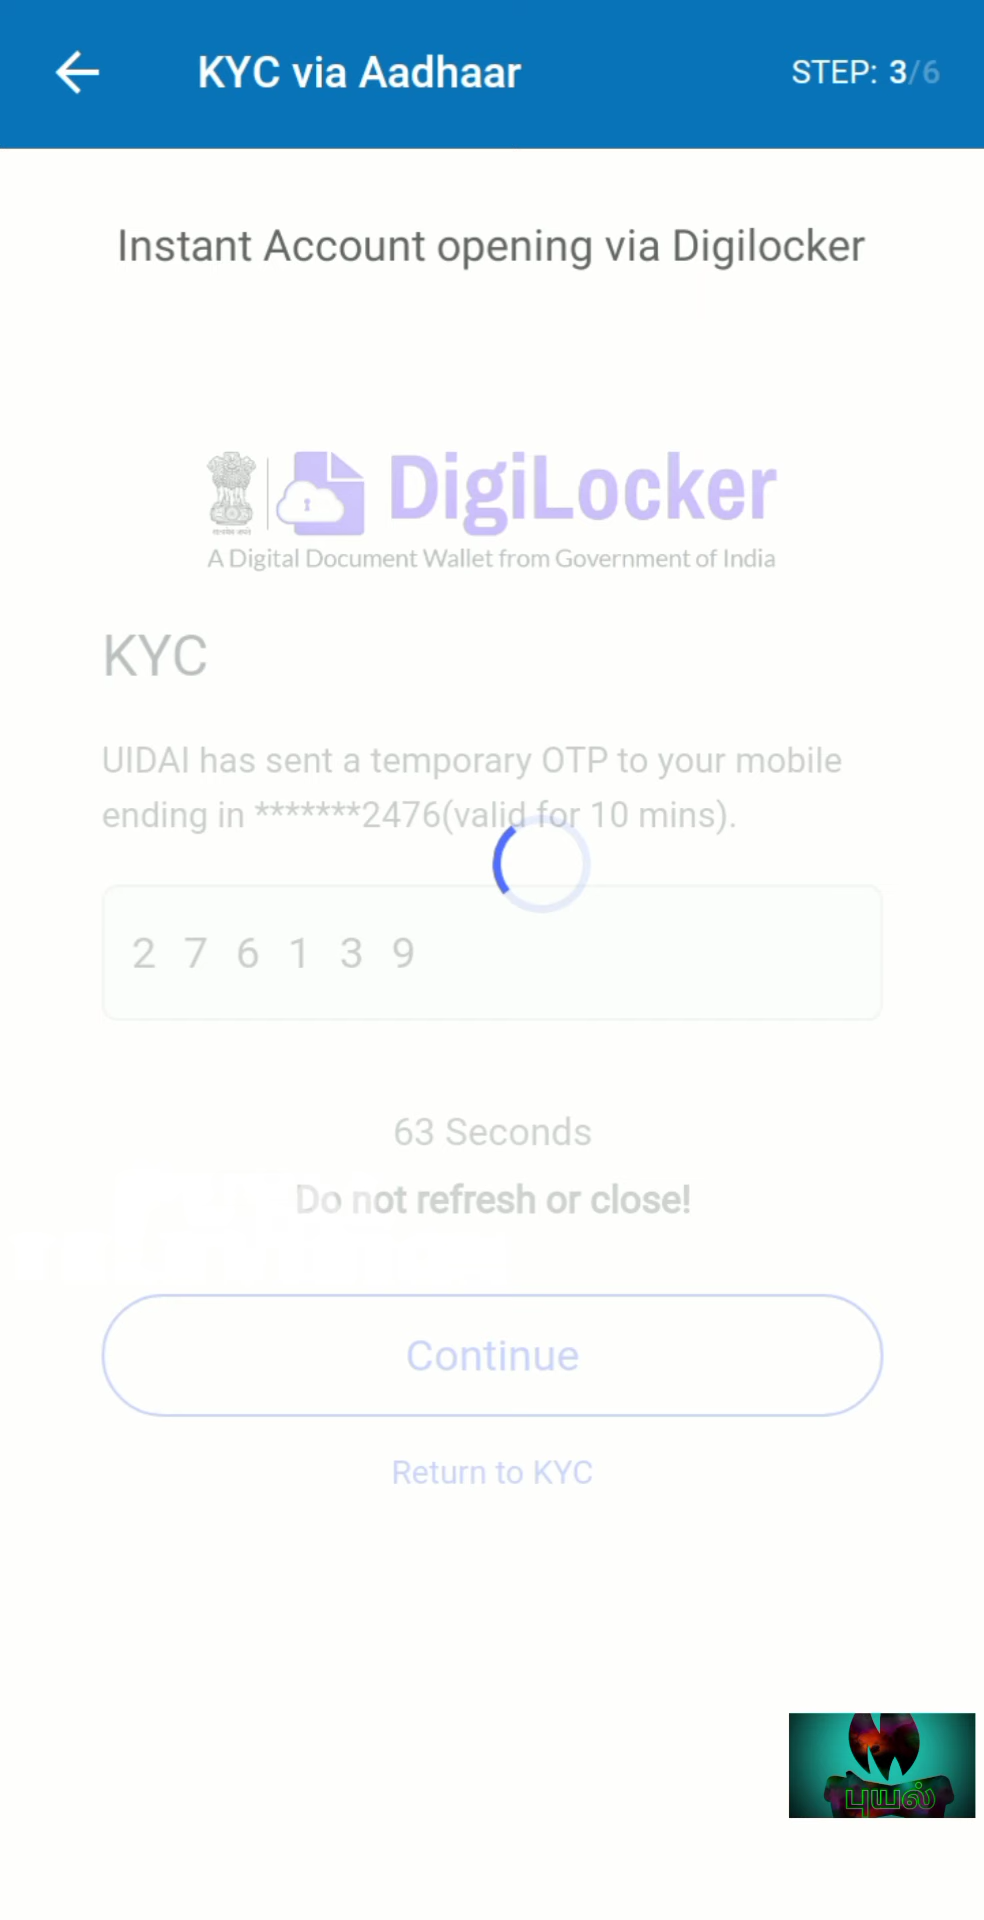 KYC via Aadhaar
STEP: 3/6
Instant Account opening via Digilocker
DigiLocker
A Digital Document Wallet from Government of India
KYC
UIDAI has sent a temporary OTP to your mobile
ending in *******2476(valid for 10 mins).
2 7 6 1 3 9
63 Seconds
Do not refresh or close!
Continue
Return to KYC
புயல்